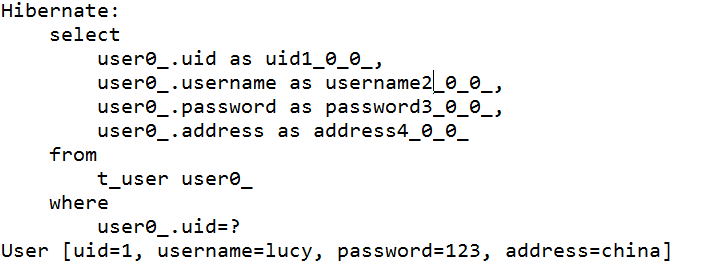 Hibernate:
    select
        user0_.uid as uid1_0_0_,
        user0_.username as username2_0_0_,
        user0_.password as password3_0_0_,
        user0_.address as address4_0_0_
    from
        t_user user0_
    where
        user0_.uid=?
User [uid=1, username=lucy, password=123, address=china]